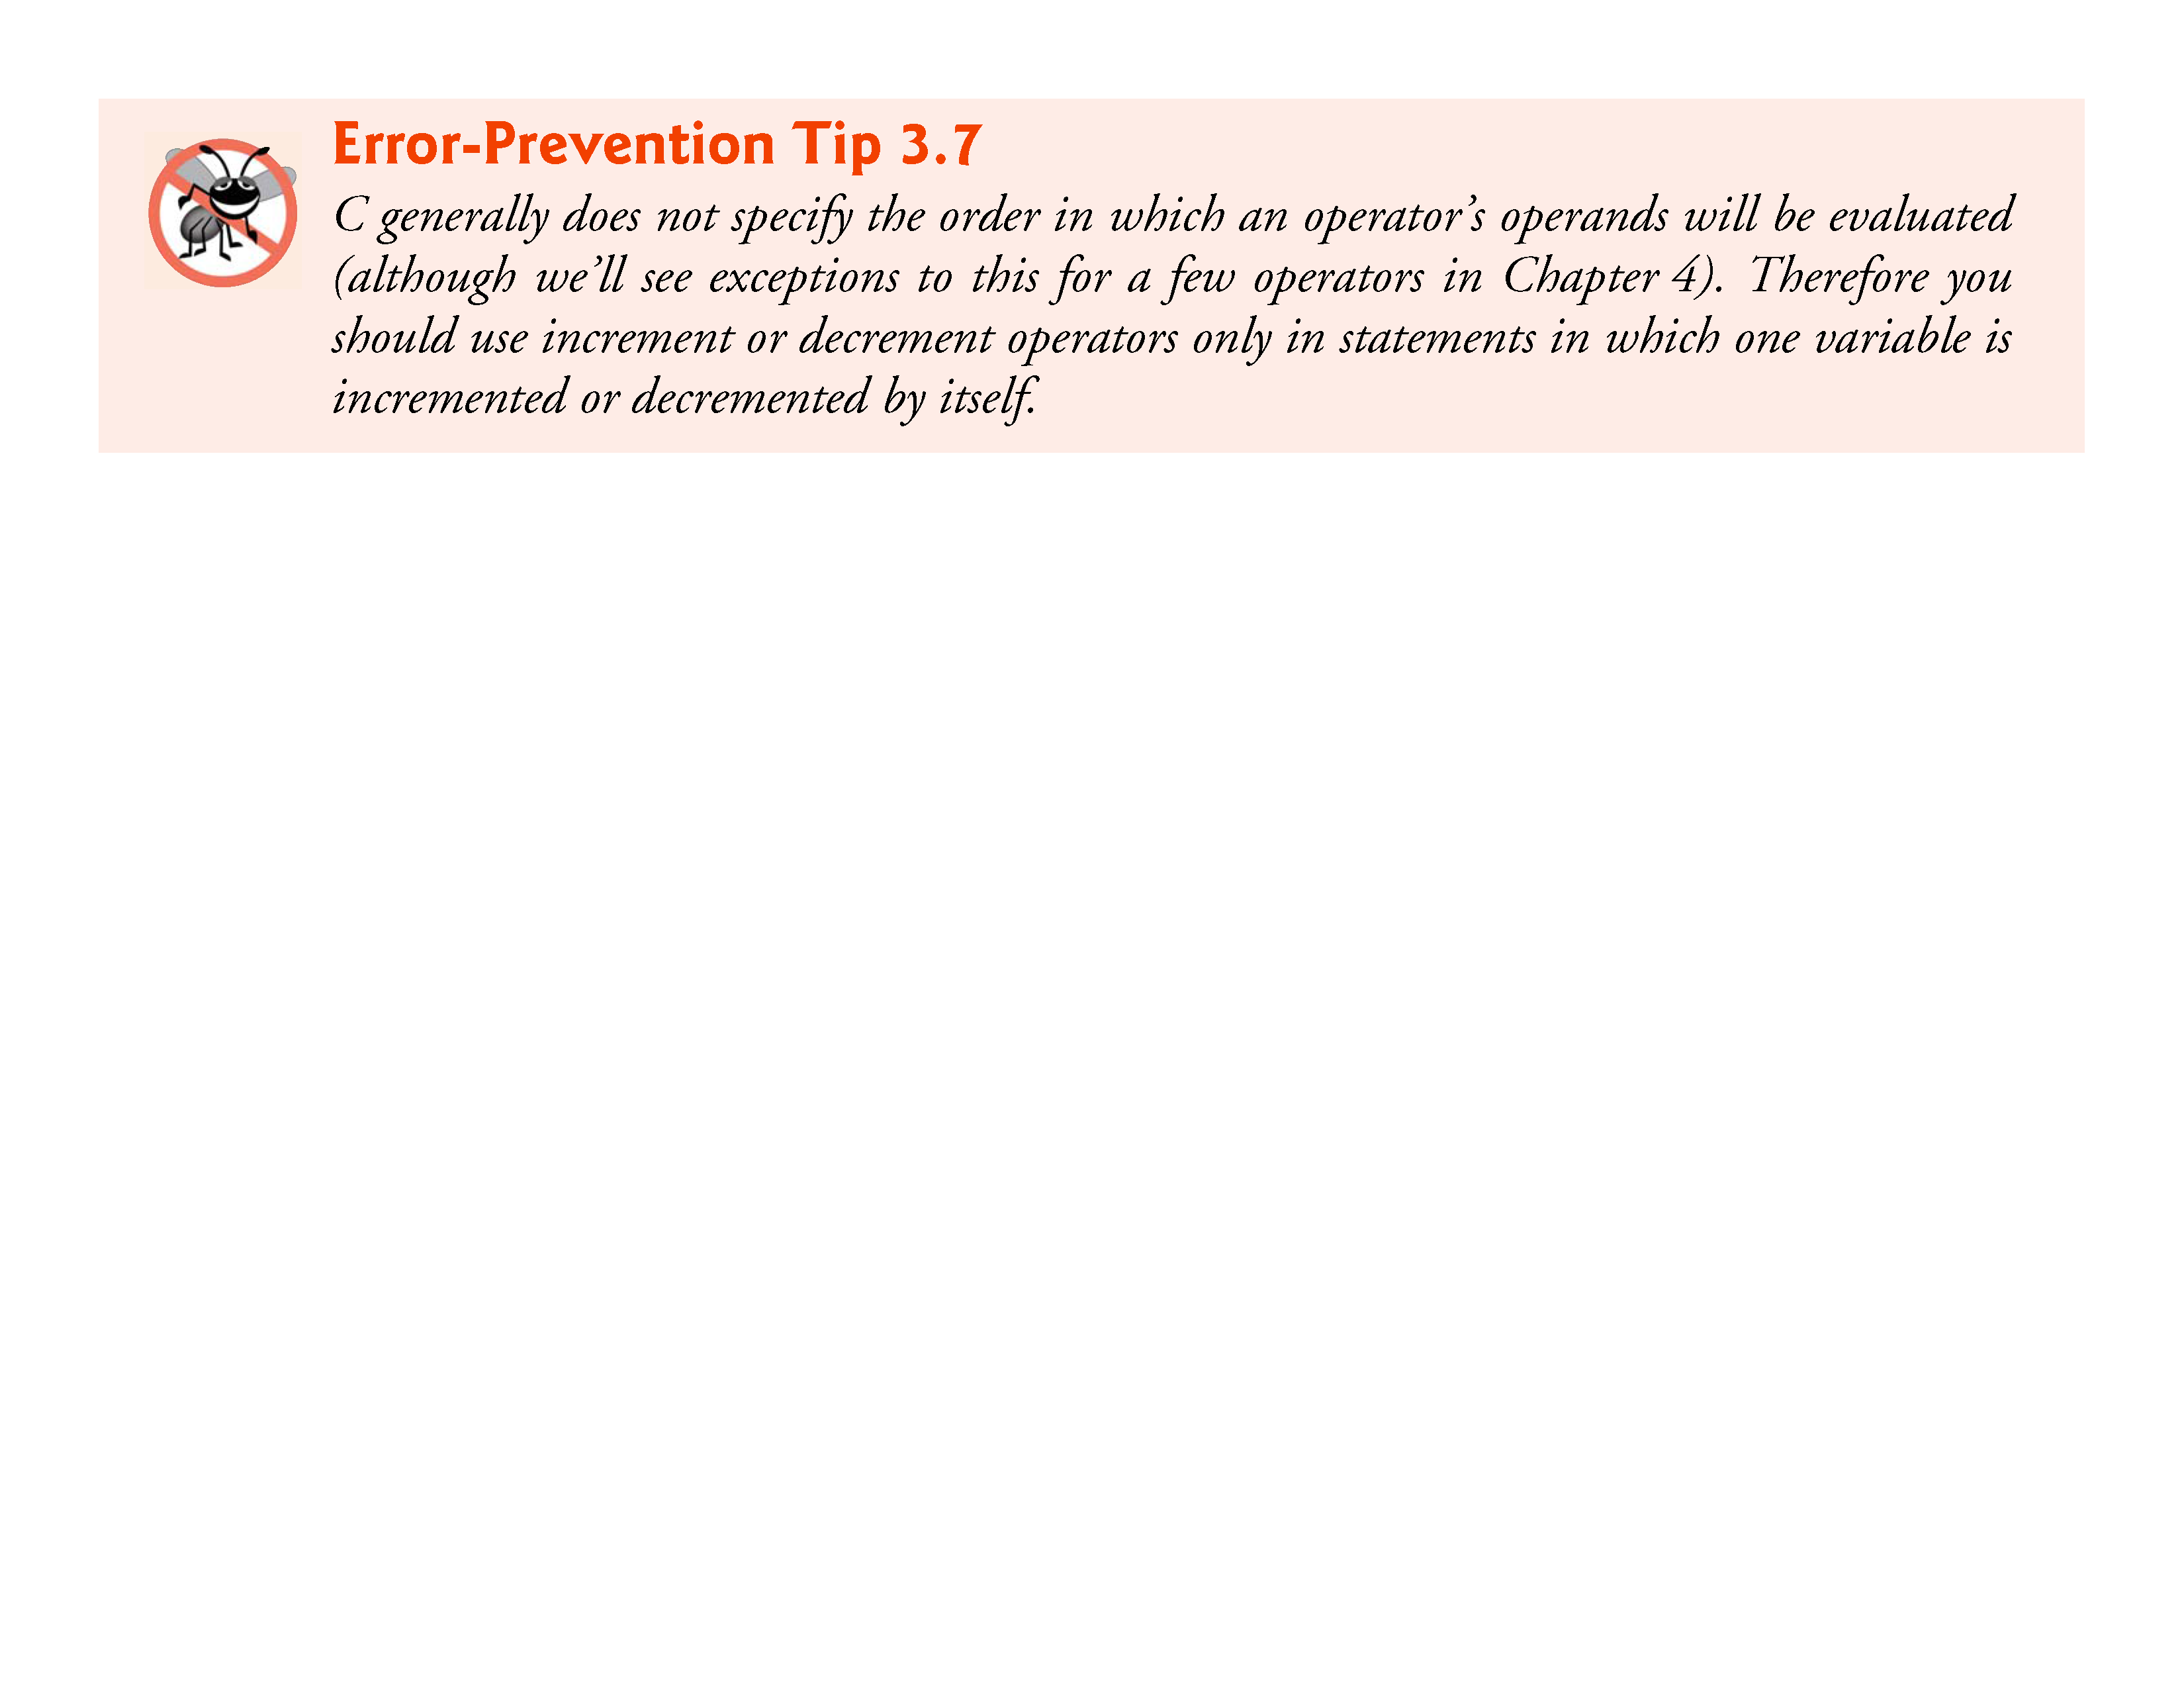 Error-Prevention Tip 3.7
C generally does not specify the order in which an operator’s operands will be evaluated
(although we’ll see exceptions to this for a few operators in Chapter 4). Therefore you
should use increment or decrement operators only in statements in which one variable is
incremented or decremented by itself.